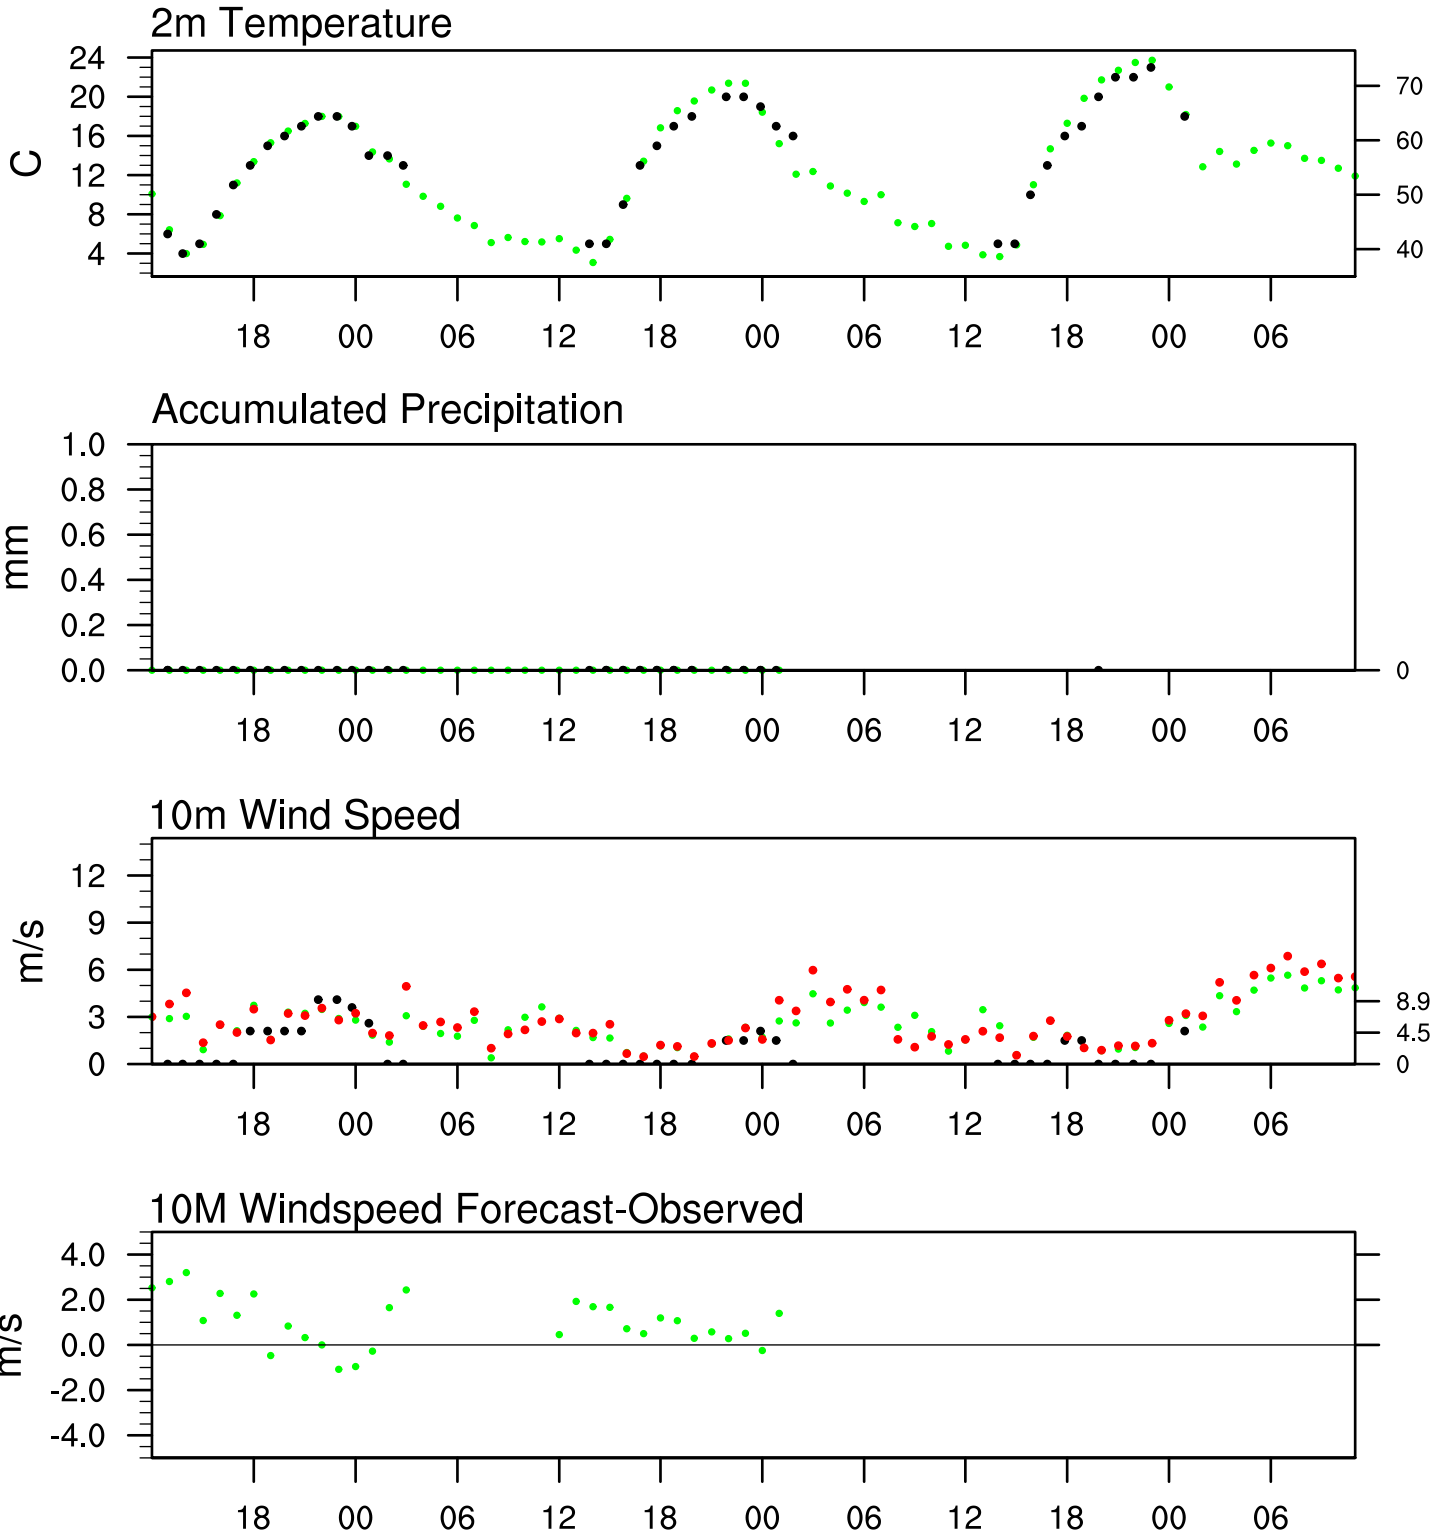 2m Temperature
24
20
16
12
8
4
C
70
60
50
40
18 00 06 12 18 00 06 12 18 00 06
Accumulated Precipitation
1.0
0.8
0.6
0.4
0.2
0.0
mm
0
18 00 06 12 18 00 06 12 18 00 06
10m Wind Speed
12
9
6
3
0
m/s
8.9
4.5
0
18 00 06 12 18 00 06 12 18 00 06
10M Windspeed Forecast-Observed
4.0
2.0
0.0
-2.0
-4.0
m/s
18 00 06 12 18 00 06 12 18 00 06